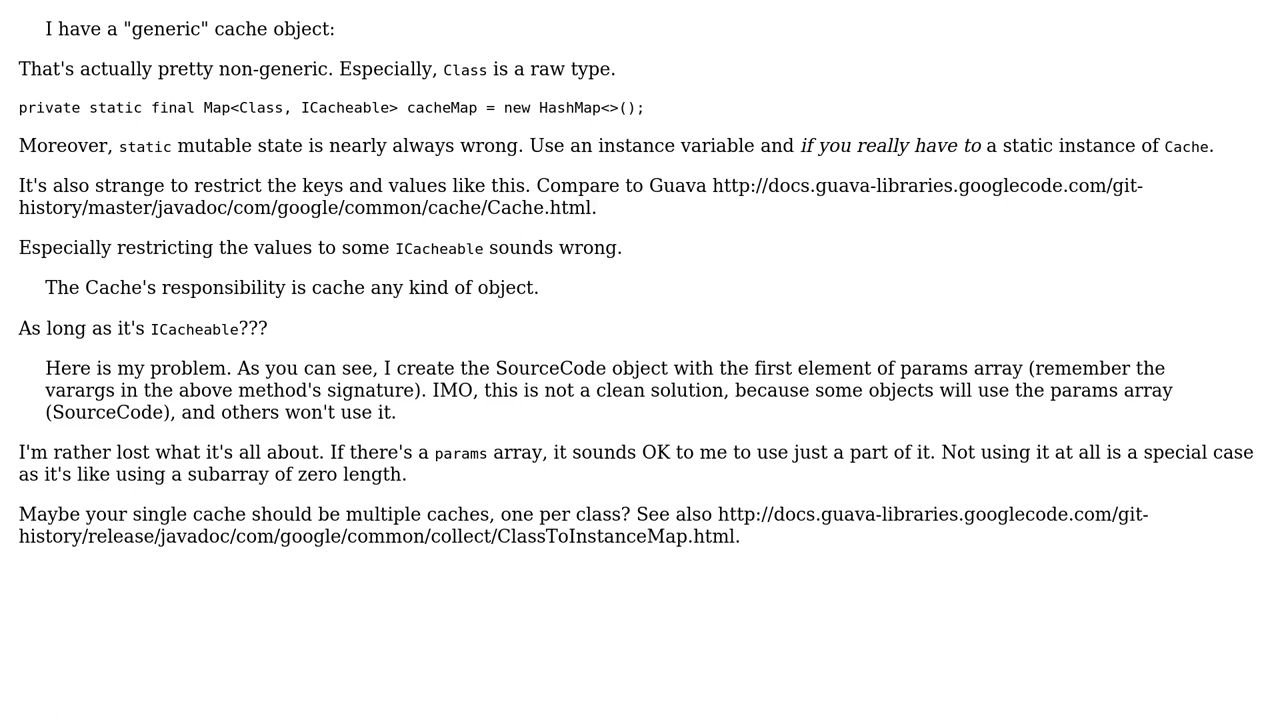 I have a "generic" cache object:
That's actually pretty non-generic. Especially, Class is a raw type.
private static final Map<Class, ICacheable> cacheMap = new HashMap<>();
Moreover, static mutable state is nearly always wrong. Use an instance variable and if you really have to a static instance of Cache.
It's also strange to restrict the keys and values like this. Compare to Guava http://docs.guava-libraries.googlecode.com/git-
history/master/javadoc/com/google/common/cache/Cache.html.
Especially restricting the values to some ICacheable sounds wrong.
The Cache's responsibility is cache any kind of object.
As long as it's ICacheable???
Here is my problem. As you can see, I create the SourceCode object with the first element of params array (remember the
varargs in the above method's signature). IMO, this is not a clean solution, because some objects will use the params array
(SourceCode), and others won't use it.
I'm rather lost what it's all about. If there's a params array, it sounds OK to me to use just a part of it. Not using it at all is a special case
as it's like using a subarray of zero length.
Maybe your single cache should be multiple caches, one per class? See also http://docs.guava-libraries.googlecode.com/git-
history/release/javadoc/com/google/common/collect/ClassToInstanceMap.html.